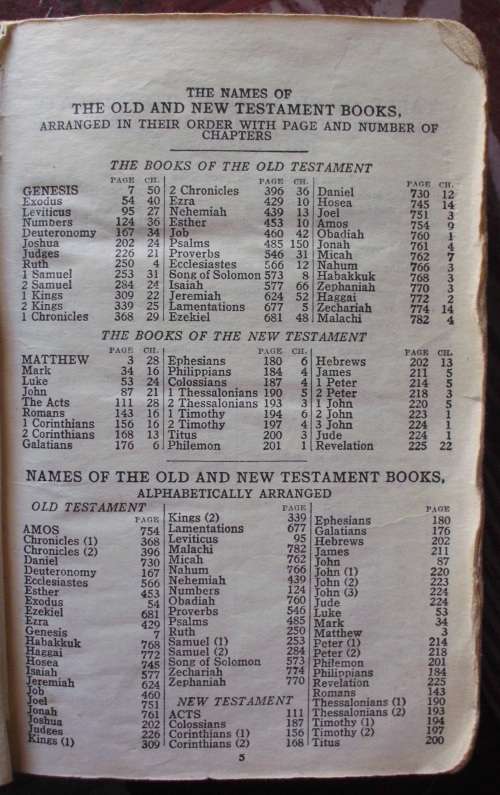 THE NAMES OF
THE OLD AND NEW TESTAMENT BOOKS,
ARRANGED IN THEIR ORDER WITH PAGE AND NUMBER OF
CHAPTERS
THE BOOKS OF THE OLD TESTAMENT
PAGE CH.
GENESIS 7 50
Exodus 54 40
Leviticus 95 27
Numbers 124 36
Deuteronomy 167 34
Joshua 202 24
Judges 226 21
Ruth 250 4
1 Samuel 253 31
2 Samuel 284 24
1 Kings 309 22
2 Kings 339 25
1 Chronicles 368 29
PAGE CH.
2 Chronicles 396 36
Ezra 429 10
Nehemiah 439 13
Esther 453 10
Job 460 42
Psalms 485 150
Proverbs 546 31
Ecclesiastes 566 12
Song of Solomon 573 8
Isaiah 577 66
Jeremiah 624 52
Lamentations 677 5
Ezekiel 681 48
PAGE CH.
Daniel 730 12
Hosea 745 14
Joel 751 3
Amos 754 9
Obadiah 760 1
Jonah 761 4
Micah 762 7
Nahum 766 3
Habakkuk 768 3
Zephaniah 770 3
Haggai 772 2
Zechariah 774 14
Malachi 782 4
THE BOOKS OF THE NEW TESTAMENT
PAGE CH.
MATTHEW 3 28
Mark 34 16
Luke 53 24
John 87 21
The Acts 111 28
Romans 143 16
1 Corinthians 156 16
2 Corinthians 168 13
Galatians 176 6
PAGE CH.
Ephesians 180 6
Philippians 184 4
Colossians 187 4
1 Thessalonians 190 5
2 Thessalonians 193 3
1 Timothy 194 6
2 Timothy 197 4
Titus 200 3
Philemon 201 1
PAGE CH.
Hebrews 202 13
James 211 5
1 Peter 214 5
2 Peter 218 3
1 John 220 5
2 John 223 1
3 John 224 1
Jude 224 1
Revelation 225 22
NAMES OF THE OLD AND NEW TESTAMENT BOOKS,
ALPHABETICALLY ARRANGED
OLD TESTAMENT
PAGE
AMOS 754
Chronicles (1) 368
Chronicles (2) 396
Daniel 730
Deuteronomy 167
Ecclesiastes 566
Esther 453
Exodus 54
Ezekiel 681
Ezra 429
Genesis 7
Habakkuk 768
Haggai 772
Hosea 745
Isaiah 577
Jeremiah 624
Job 460
Joel 751
Jonah 761
Joshua 202
Judges 226
Kings (1) 309
PAGE
Kings (2) 339
Lamentations 677
Leviticus 95
Malachi 782
Micah 762
Nahum 766
Nehemiah 439
Numbers 124
Obadiah 760
Proverbs 546
Psalms 485
Ruth 250
Samuel (1) 253
Samuel (2) 284
Song of Solomon 573
Zechariah 774
Zephaniah 770
NEW TESTAMENT
ACTS 111
Colossians 187
Corinthians (1) 156
Corinthians (2) 168
PAGE
Ephesians 180
Galatians 176
Hebrews 202
James 211
John 87
John (1) 220
John (2) 223
John (3) 224
Jude 224
Luke 53
Mark 34
Matthew 3
Peter (1) 214
Peter (2) 218
Philemon 201
Philippians 184
Revelation 225
Romans 143
Thessalonians (1) 190
Thessalonians (2) 193
Timothy (1) 194
Timothy (2) 197
Titus 200
5